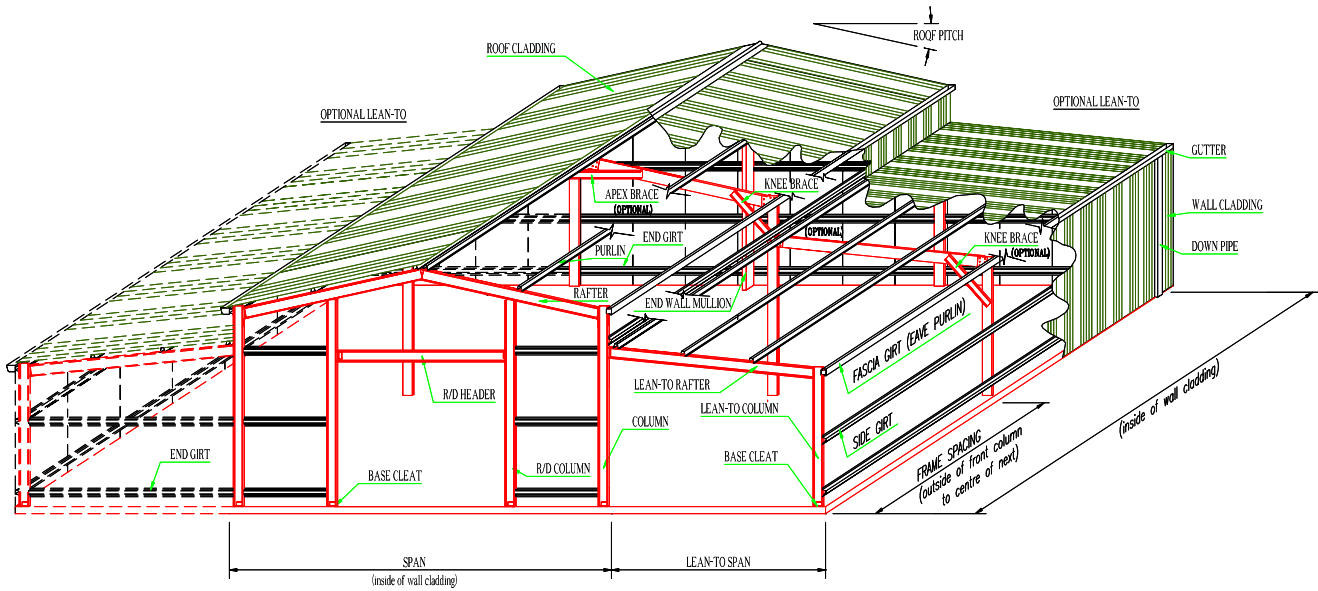 ROOF PITCH
ROOF CLADDING
OPTIONAL LEAN-TO
OPTIONAL LEAN-TO
GUTTER
WALL CLADDING
DOWN PIPE
APEX BRACE
(OPTIONAL)
KNEE BRACE
(OPTIONAL)
KNEE BRACE
(OPTIONAL)
END GIRT
PURLIN
RAFTER
END WALL MULLION
FASCIA GIRT (EAVE PURLIN)
LEAN-TO RAFTER
R/D HEADER
LEAN-TO COLUMN
COLUMN
SIDE GIRT
END GIRT
BASE CLEAT
R/D COLUMN
BASE CLEAT
FRAME SPACING
(outside of front column
to centre of next)
(inside of wall cladding)
SPAN
(inside of wall cladding)
LEAN-TO SPAN